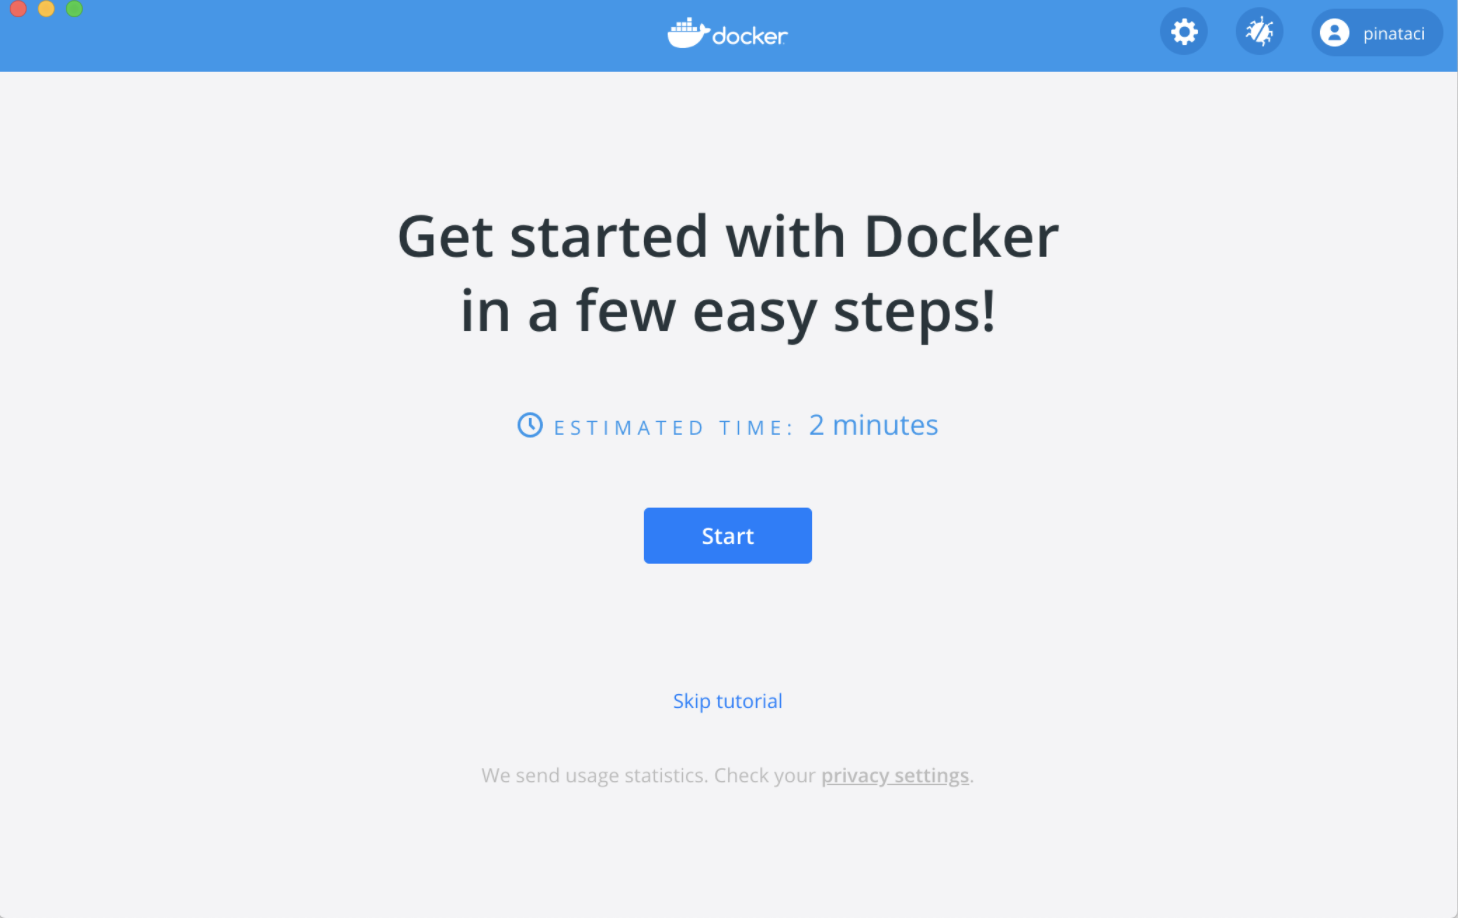 docker
pinataci
Get started with Docker
in a few easy steps!
ESTIMATED TIME: 2 minutes
Start
Skip tutorial
We send usage statistics. Check your privacy settings.